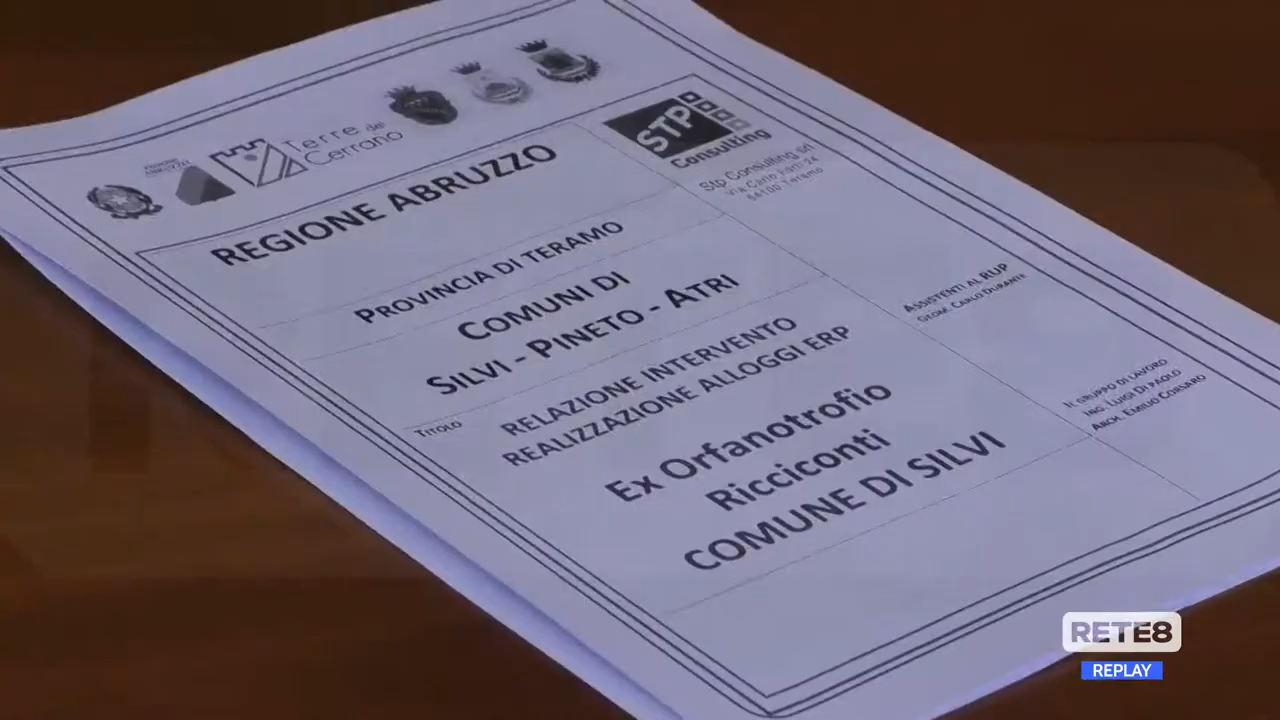 REGIONE
ABRUZZO
Terre del
Cerrano
STP
Consulting
Stp Consulting srl
64100 Teramo
REGIONE ABRUZZO
PROVINCIA DI TERAMO
COMUNI DI
SILVI - PINETO - ATRI
ASSISTENTI AL RUP
GEOM. CARLO DURANTE
TITOLO
RELAZIONE INTERVENTO
REALIZZAZIONE ALLOGGI ERP
Ex Orfanotrofio
Ricciconti
COMUNE DI SILVI
IL GRUPPO DI LAVORO
ING. LUIGI DI PAOLO
ARCH. EMILIO CORSARO
RETE8
REPLAY